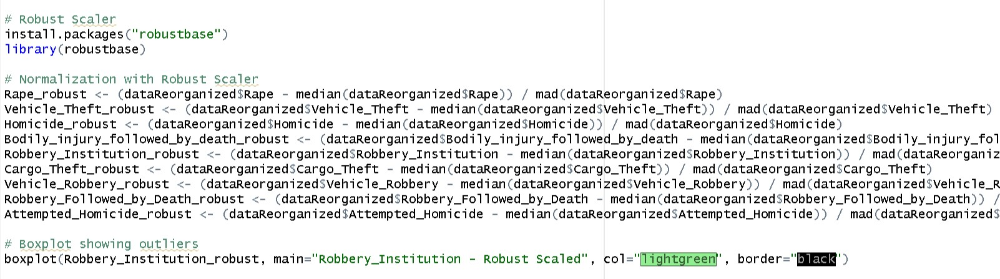 # Robust Scaler
install.packages("robustbase")
library(robustbase)
# Normalization with Robust Scaler
Rape_robust <- (dataReorganized$Rape - median(dataReorganized$Rape)) / mad(dataReorganized$Rape)
Vehicle_Theft_robust <- (dataReorganized$Vehicle_Theft - median(dataReorganized$Vehicle_Theft)) / mad(dataReorganized$Vehicle_Theft)
Homicide_robust <- (dataReorganized$Homicide - median(dataReorganized$Homicide)) / mad(dataReorganized$Homicide)
Bodily_injury_followed_by_death_robust <- (dataReorganized$Bodily_injury_followed_by_death - median(dataReorganized$Bodily_injury_fol
Robbery_Institution_robust <- (dataReorganized$Robbery_Institution - median(dataReorganized$Robbery_Institution)) / mad(dataReorganiz
Cargo_Theft_robust <- (dataReorganized$Cargo_Theft - median(dataReorganized$Cargo_Theft)) / mad(dataReorganized$Cargo_Theft)
Vehicle_Robbery_robust <- (dataReorganized$Vehicle_Robbery - median(dataReorganized$Vehicle_Robbery)) / mad(dataReorganized$Vehicle_R
Robbery_Followed_by_Death_robust <- (dataReorganized$Robbery_Followed_by_Death - median(dataReorganized$Robbery_Followed_by_Death)) /
Attempted_Homicide_robust <- (dataReorganized$Attempted_Homicide - median(dataReorganized$Attempted_Homicide)) / mad(dataReorganized$
# Boxplot showing outliers
boxplot(Robbery_Institution_robust, main="Robbery_Institution - Robust Scaled", col="lightgreen", border="black")